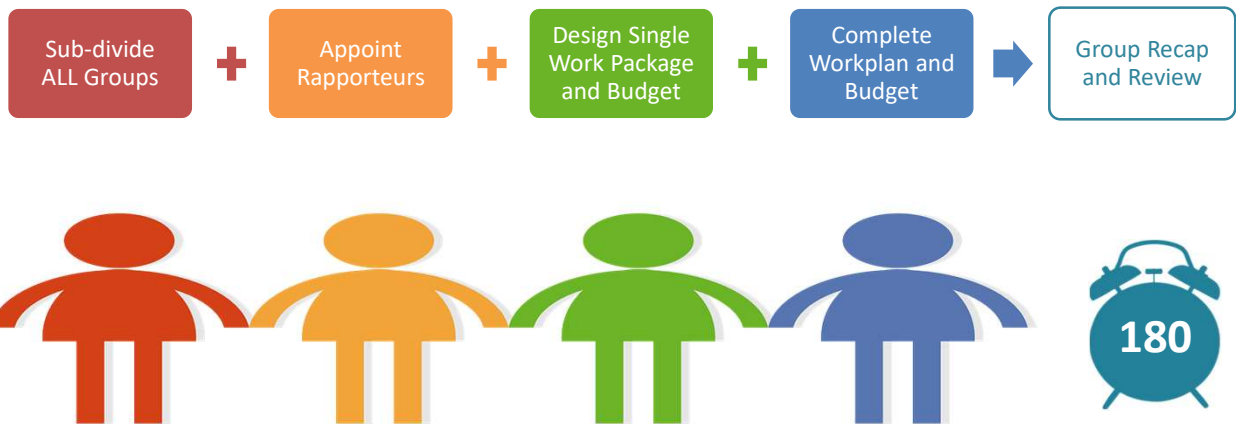 Sub-divide
ALL Groups
Appoint
Rapporteurs
Design Single
Work Package
and Budget
Complete
Workplan and
Budget
Group Recap
and Review
180